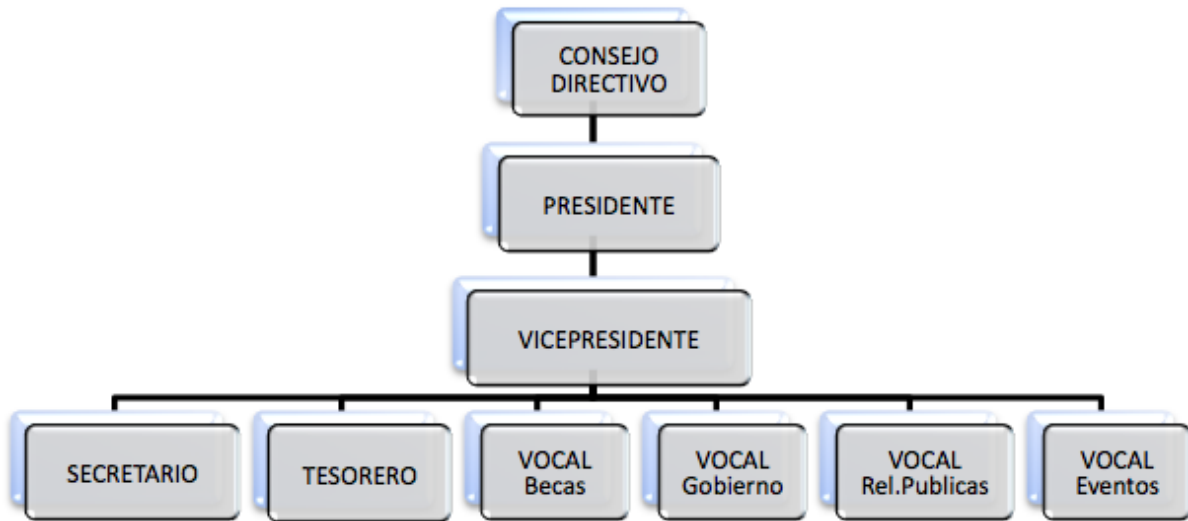 CONSEJO
DIRECTIVO
PRESIDENTE
VICEPRESIDENTE
SECRETARIO
TESORERO
VOCAL
Becas
VOCAL
Gobierno
VOCAL
Rel.Publicas
VOCAL
Eventos